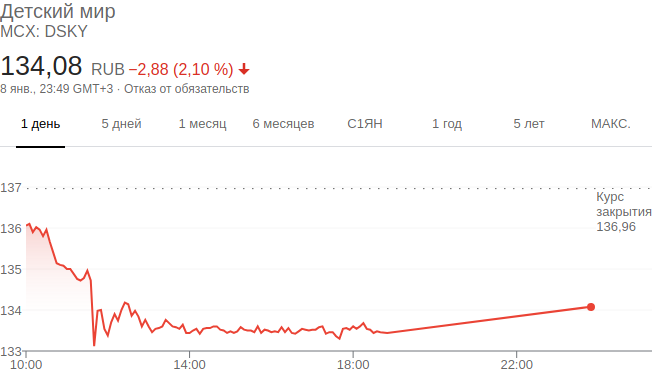 Детский мир
MCX: DSKY
134,08 RUB −2,88 (2,10 %)
8 янв., 23:49 GMT+3 · Отказ от обязательств
1 день 5 дней 1 месяц 6 месяцев С1ЯН 1 год 5 лет МАКС.
137
Курс
закрытия
136,96
136
135
134
133
10:00 14:00 18:00 22:00